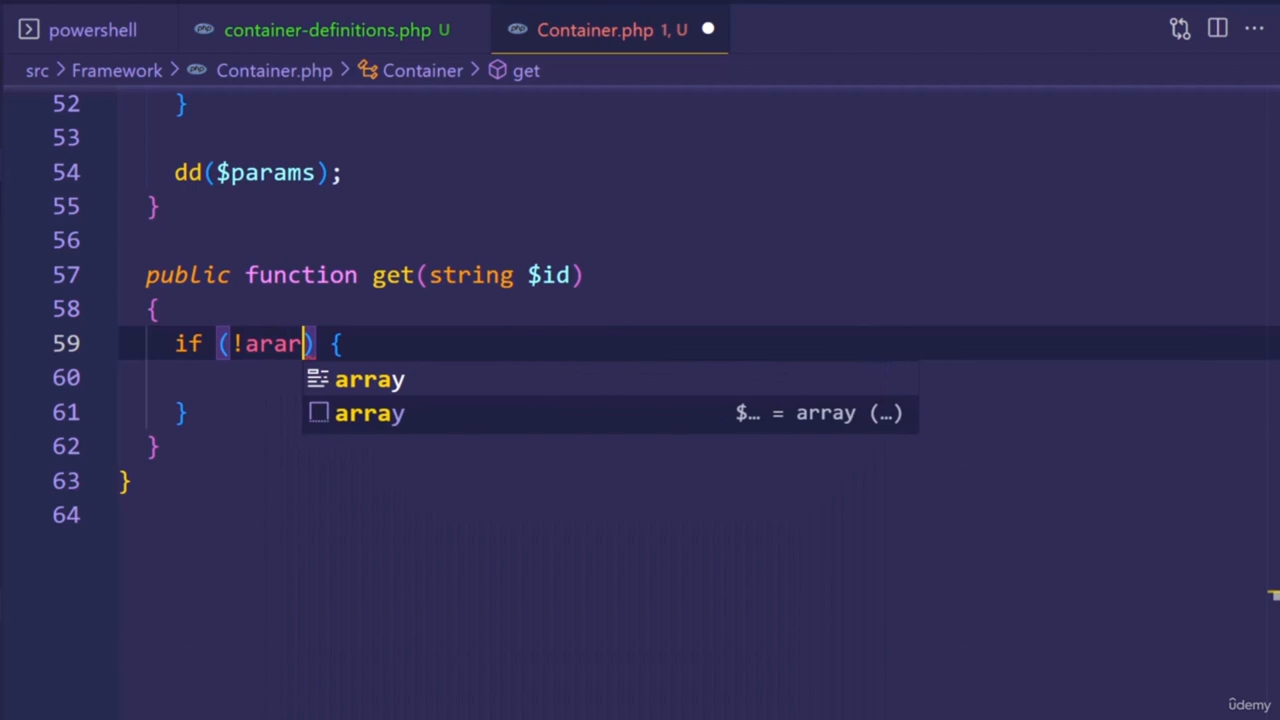 powershell
container-definitions.php U
Container.php 1, U
src > Framework > Container.php > Container > get
52 }
53
54 dd($params);
55 }
56
57 public function get(string $id)
58 {
59 if (!arar) {
array
60
array $… = array (…)
61 }
62 }
63 }
64
ûdemy